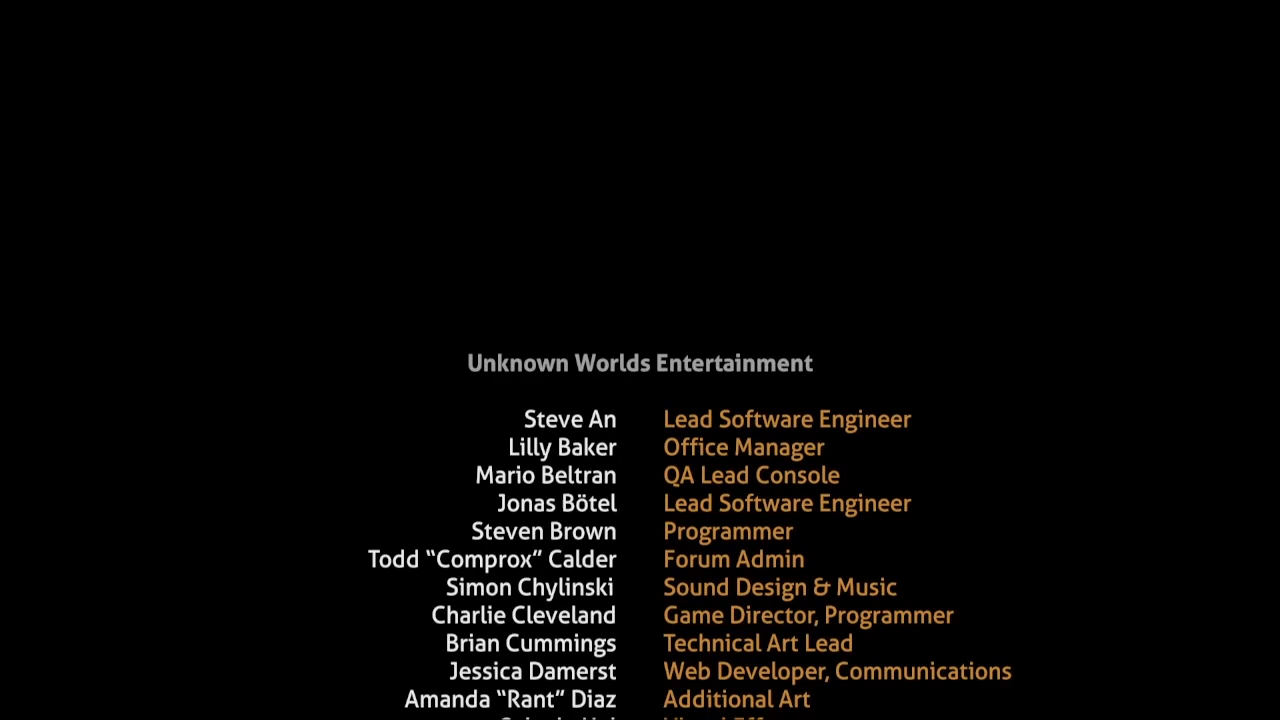 Unknown Worlds Entertainment
Steve An Lead Software Engineer
Lilly Baker Office Manager
Mario Beltran QA Lead Console
Jonas Bötel Lead Software Engineer
Steven Brown Programmer
Todd “Comprox” Calder Forum Admin
Simon Chylinski Sound Design & Music
Charlie Cleveland Game Director, Programmer
Brian Cummings Technical Art Lead
Jessica Damerst Web Developer, Communications
Amanda “Rant” Diaz Additional Art